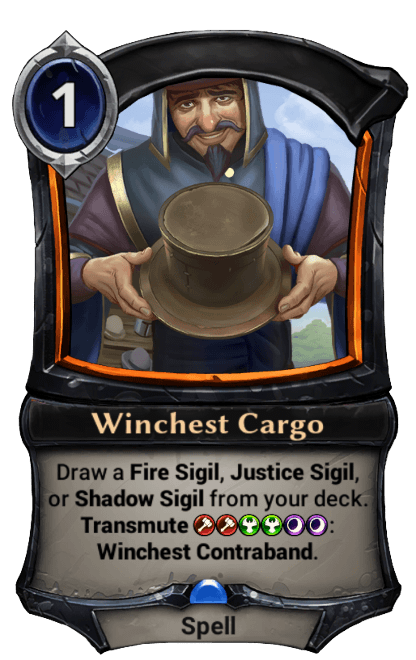 1
Winchest Cargo
Draw a Fire Sigil, Justice Sigil,
or Shadow Sigil from your deck.
Transmute :
Winchest Contraband.
Spell